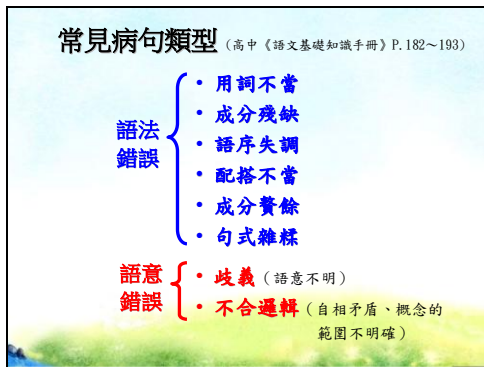 常見病句類型(高中《語文基礎知識手冊》P.182～193)
語法
錯誤
• 用詞不當
• 成分殘缺
• 語序失調
• 配搭不當
• 成分贅餘
• 句式雜糅
語意
錯誤
• 歧義(語意不明)
• 不合邏輯(自相矛盾、概念的
範圍不明確)